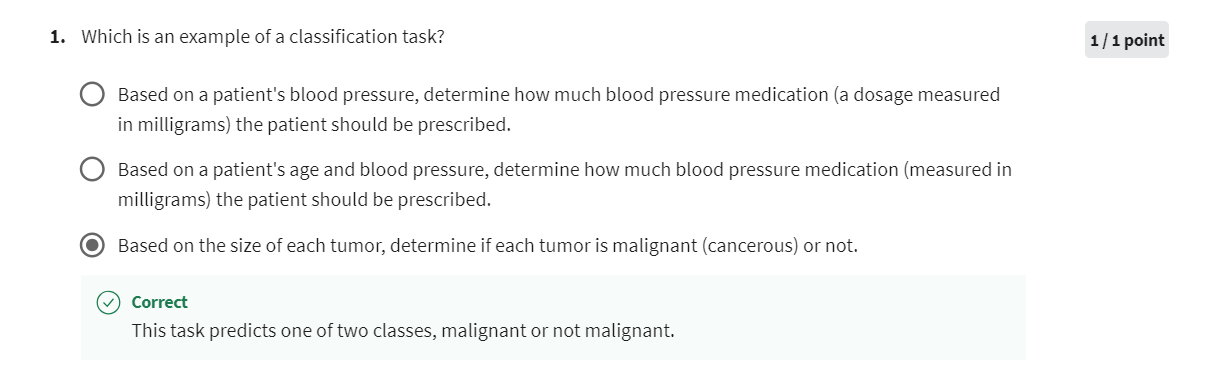 1. Which is an example of a classification task?
1 / 1 point
Based on a patient's blood pressure, determine how much blood pressure medication (a dosage measured
in milligrams) the patient should be prescribed.
Based on a patient's age and blood pressure, determine how much blood pressure medication (measured in
milligrams) the patient should be prescribed.
Based on the size of each tumor, determine if each tumor is malignant (cancerous) or not.
Correct
This task predicts one of two classes, malignant or not malignant.